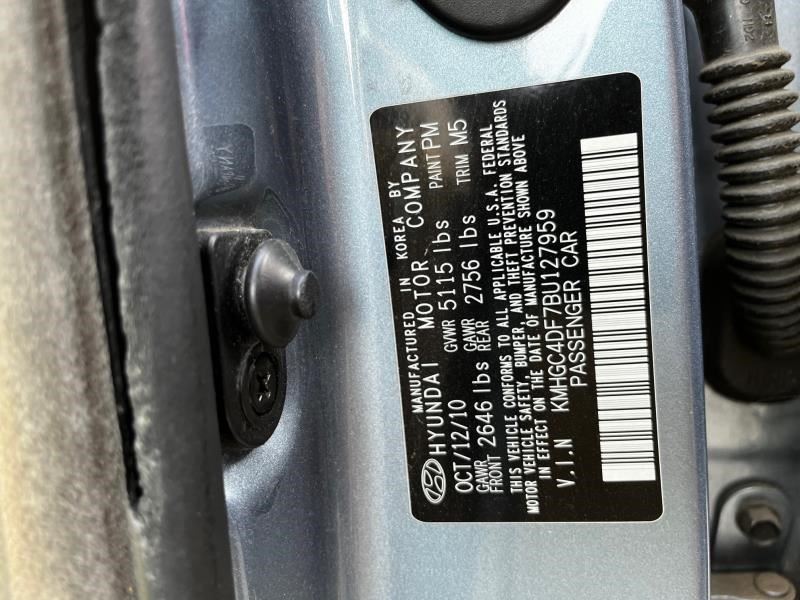 MANUFACTURED IN KOREA BY
HYUNDAI MOTOR COMPANY
OCT/12/10 GVWR 5115 lbs PAINT PM
GAWR FRONT 2646 lbs GAWR REAR 2756 lbs TRIM M5
THIS VEHICLE CONFORMS TO ALL APPLICABLE U.S.A. FEDERAL
MOTOR VEHICLE SAFETY, BUMPER, AND THEFT PREVENTION STANDARDS
IN EFFECT ON THE DATE OF MANUFACTURE SHOWN ABOVE
V.I.N KMHGC4DF7BU127959
PASSENGER CAR